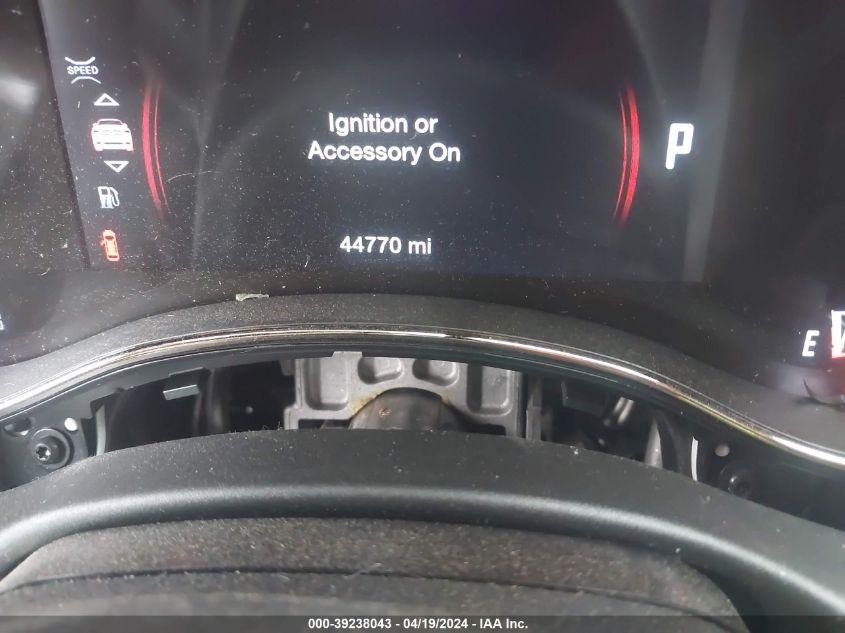 SPEED
Ignition or
Accessory On
P
44770 mi
E
000-39238043 - 04/19/2024 - IAA Inc.